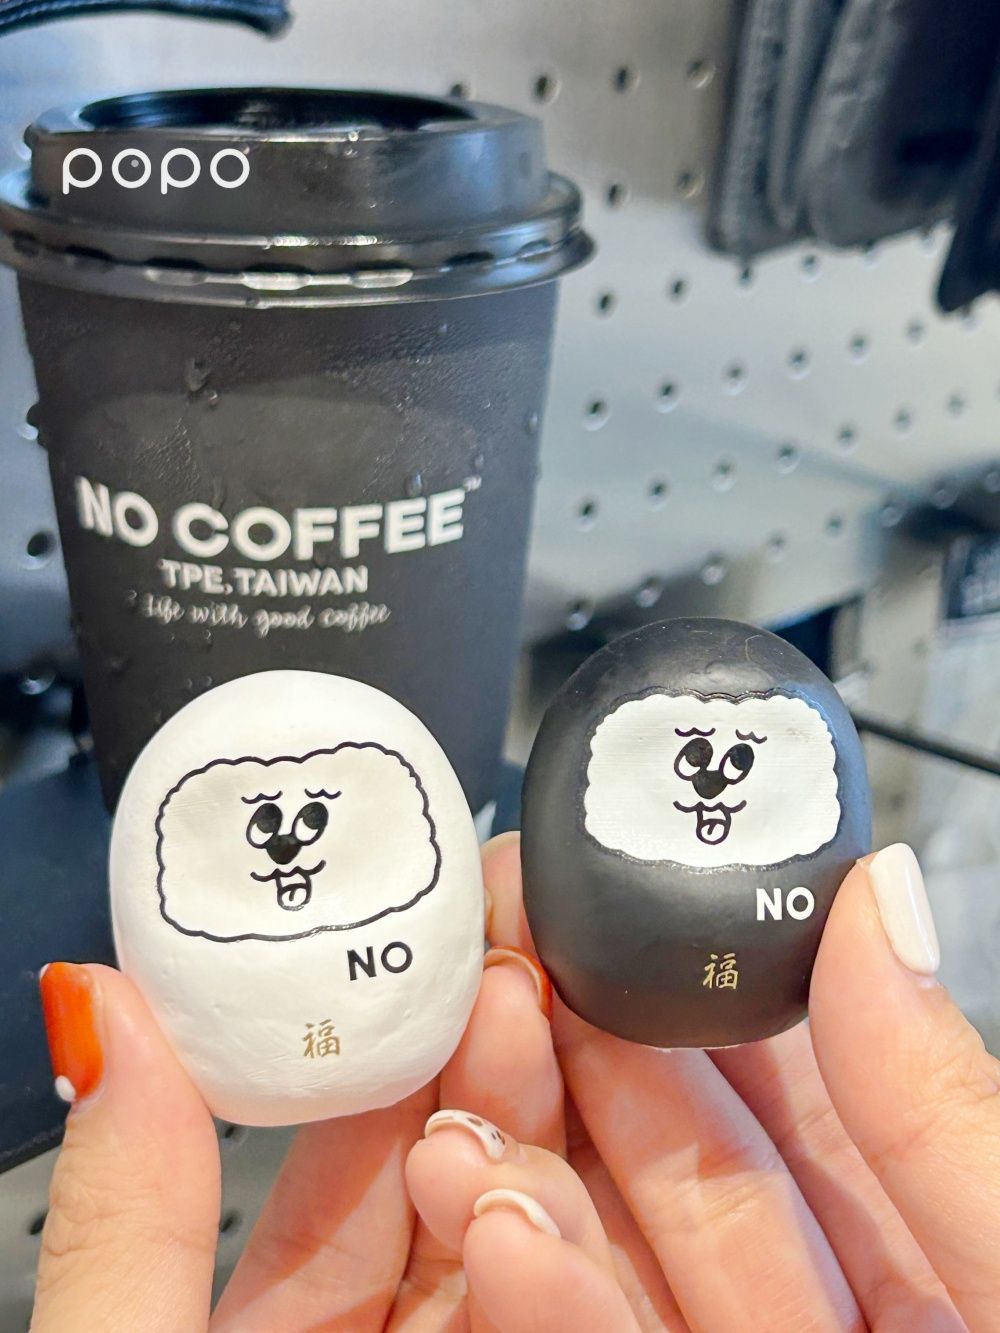 popo
NO COFFEE™
TPE.TAIWAN
Life with good coffee
NO
福
NO
福